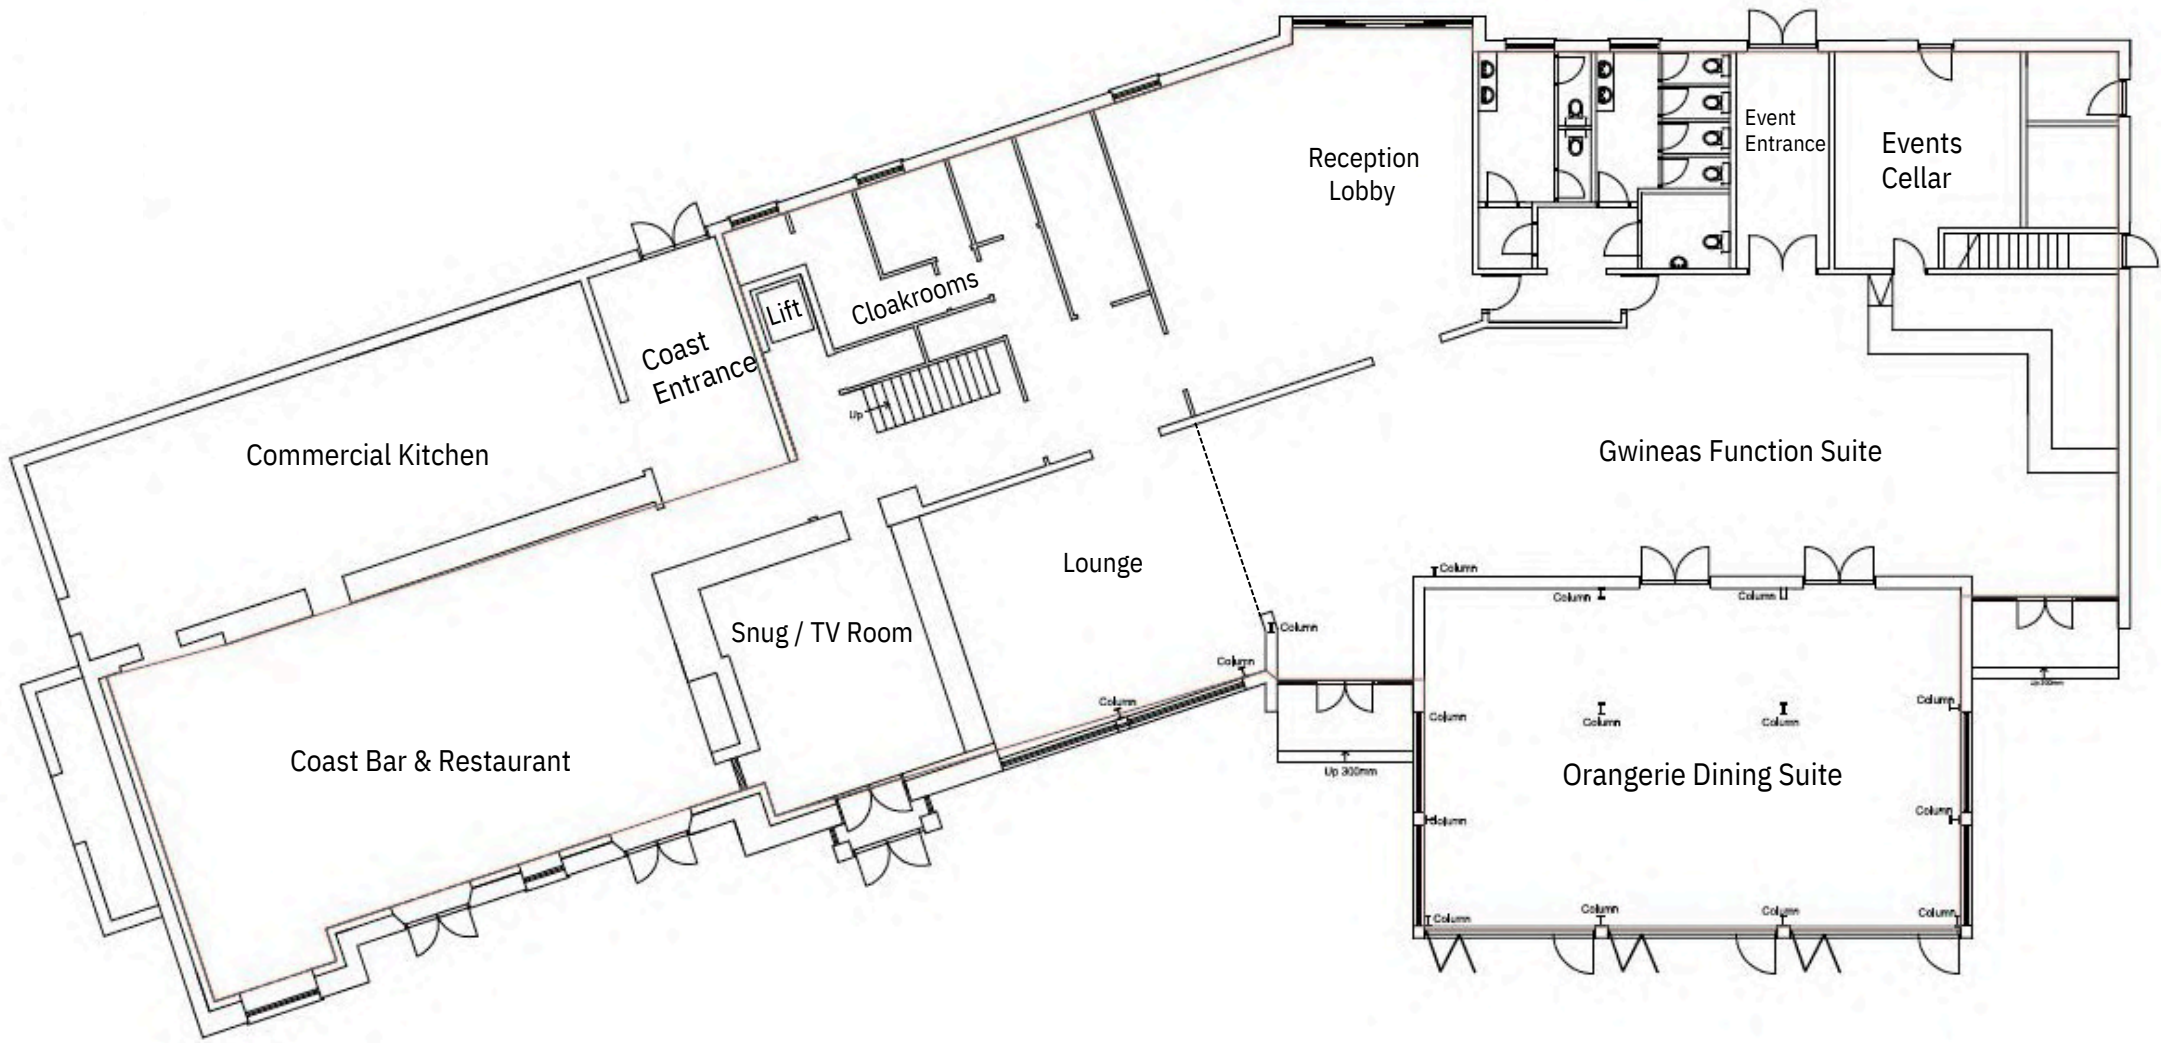 Event
Entrance
Events
Cellar
Reception
Lobby
Cloakrooms
Lift
Coast
Entrance
Up
Commercial Kitchen
Gwineas Function Suite
Lounge
Column
Column
Column
Column
Snug / TV Room
Column
Column
Column
Column
Column
Column
Column
Up 300mm
Up 300mm
Coast Bar & Restaurant
Orangerie Dining Suite
Column
Column
Column
Column
Column
Column